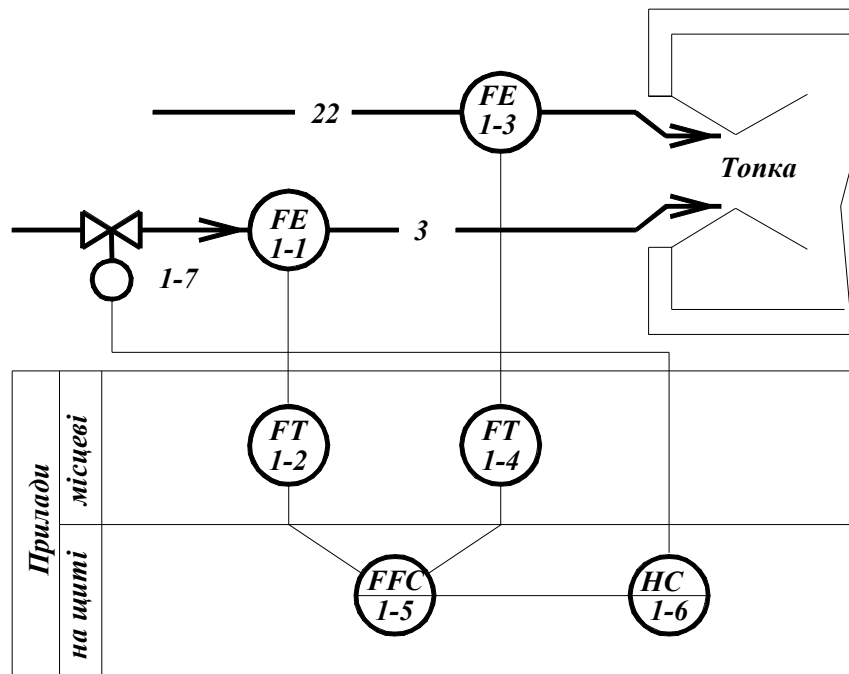 FE
1-3
22
Топка
FE
1-1
3
1-7
Прилади
місцеві
FT
1-2
FT
1-4
на щиті
FFC
1-5
HC
1-6